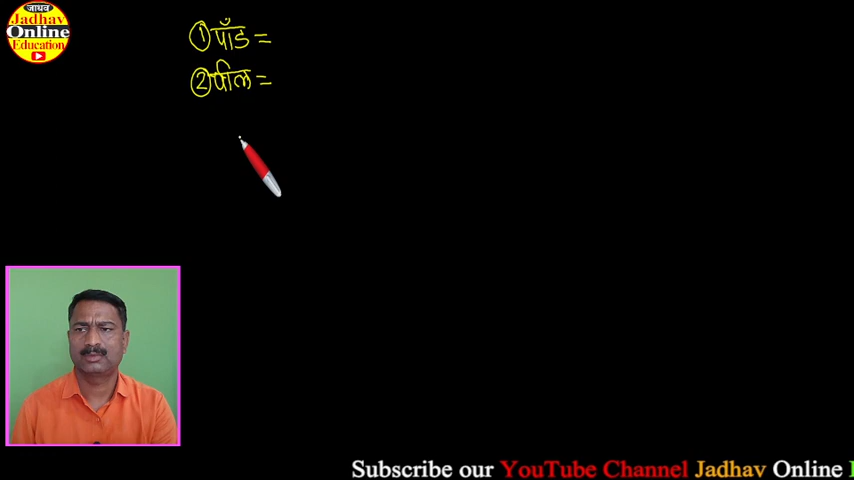 जाधव
Jadhav
Online
Education
① पाँड =
② पील =
Subscribe our YouTube Channel Jadhav Online